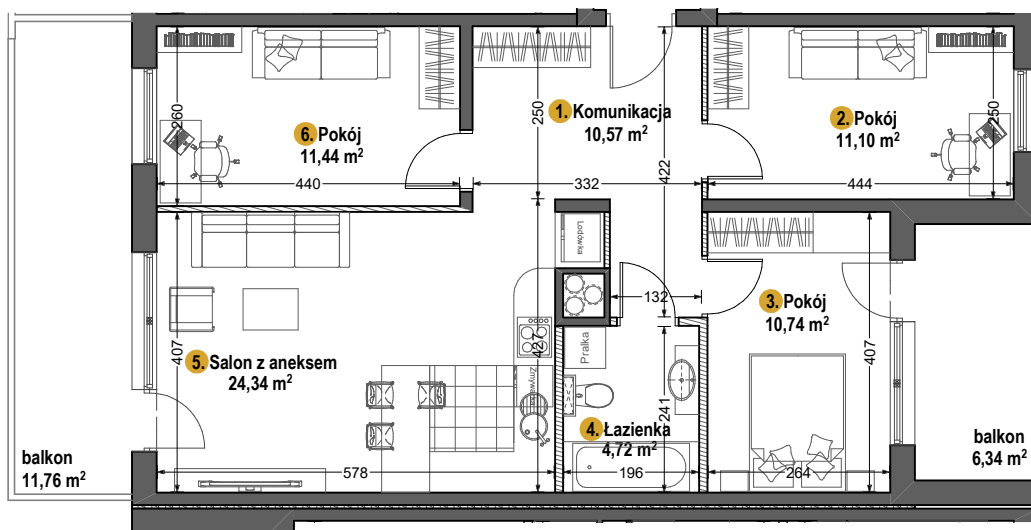 1. Komunikacja
10,57 m²
2. Pokój
11,10 m²
6. Pokój
11,44 m²
260
250
422
250
440
332
444
Lodówka
132
3. Pokój
10,74 m²
5. Salon z aneksem
24,34 m²
407
427
Pralka
Zmywarka
241
407
4. Łazienka
4,72 m²
balkon
11,76 m²
578
196
264
balkon
6,34 m²